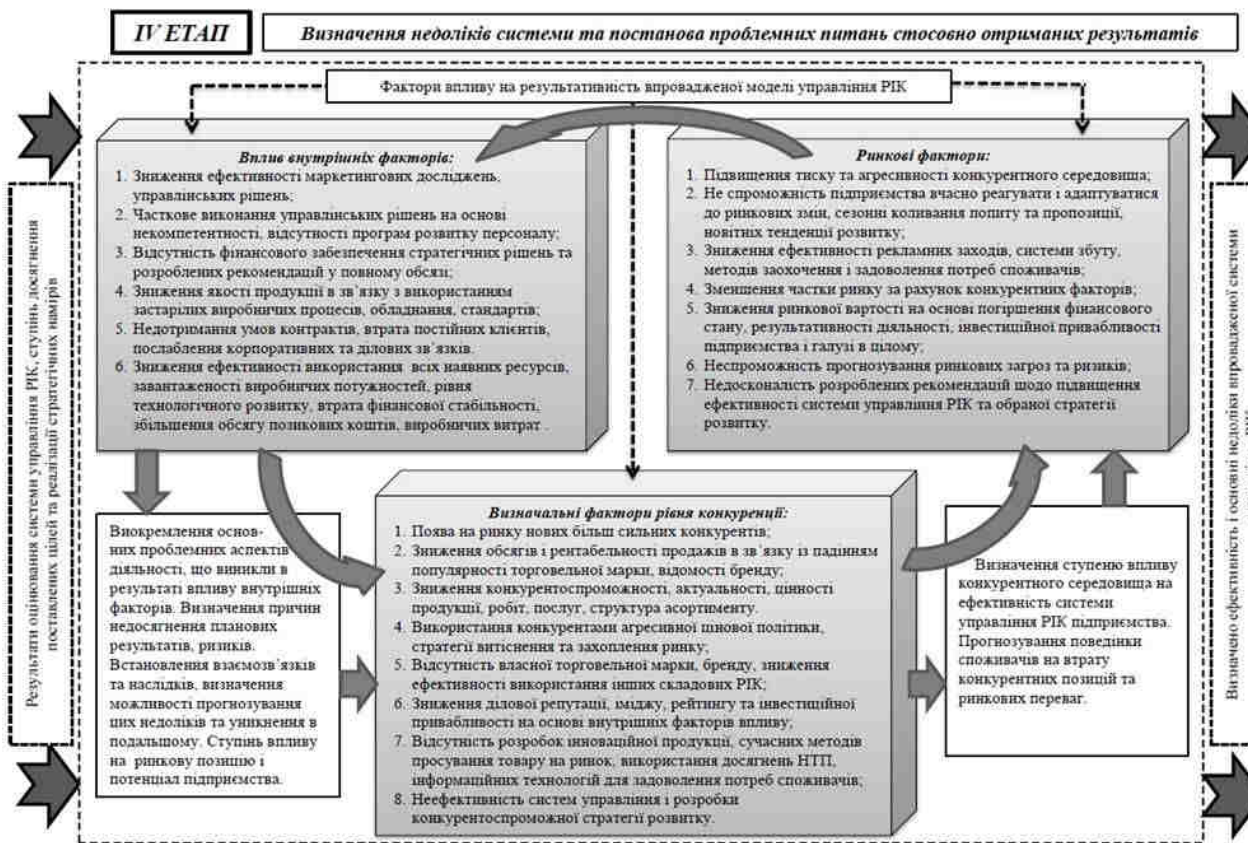 IV ЕТАП
Визначення недоліків системи та постанова проблемних питань стосовно отриманих результатів
Фактори впливу на результативність впровадженої моделі управління РІК
Результати оцінювання системи управління РІК, ступінь досягнення
поставлених цілей та реалізації стратегічних намірів
Вплив внутрішніх факторів:
1. Зниження ефективності маркетингових досліджень,
управлінських рішень;
2. Часткове виконання управлінських рішень на основі
некомпетентності, відсутності програм розвитку персоналу;
3. Відсутність фінансового забезпечення стратегічних рішень та
розроблених рекомендацій у повному обсязі;
4. Зниження якості продукції в зв’язку з використанням
застарілих виробничих процесів, обладнання, стандартів;
5. Недотримання умов контрактів, втрата постійних клієнтів,
послаблення корпоративних та ділових зв’язків.
6. Зниження ефективності використання всіх наявних ресурсів,
завантаженості виробничих потужностей, рівня
технологічного розвитку, втрата фінансової стабільності,
збільшення обсягу позикових коштів, виробничих витрат .
Ринкові фактори:
1. Підвищення тиску та агресивності конкурентного середовища;
2. Не спроможність підприємства вчасно реагувати і адаптуватися
до ринкових змін, сезонні коливання попиту та пропозиції,
новітніх тенденції розвитку;
3. Зниження ефективності рекламних заходів, системи збуту,
методів заохочення і задоволення потреб споживачів;
4. Зменшення частки ринку за рахунок конкурентних факторів;
5. Зниження ринкової вартості на основі погіршення фінансового
стану, результативності діяльності, інвестиційної привабливості
підприємства і галузі в цілому;
6. Неспроможність прогнозування ринкових загроз та ризиків;
7. Недосконалість розроблених рекомендацій щодо підвищення
ефективності системи управління РІК та обраної стратегії
розвитку.
Виокремлення основ-
них проблемних аспектів
діяльності, що виникли в
результаті впливу внутрішніх
факторів. Визначення причин
недосягнення планових
результатів, ризиків.
Встановлення взаємозв’язків
та наслідків, визначення
можливості прогнозування
цих недоліків та уникнення в
подальшому. Ступінь впливу
на ринкову позицію і
потенціал підприємства.
Визначальні фактори рівня конкуренції:
1. Поява на ринку нових більш сильних конкурентів;
2. Зниження обсягів і рентабельності продажів в зв’язку із падінням
популярності торговельної марки, відомості бренду;
3. Зниження конкурентоспроможності, актуальності, цінності
продукції, робіт, послуг, структура асортименту.
4. Використання конкурентами агресивної цінової політики,
стратегії витіснення та захоплення ринку;
5. Відсутність власної торговельної марки, бренду, зниження
ефективності використання інших складових РІК;
6. Зниження ділової репутації, іміджу, рейтингу та інвестиційної
привабливості на основі внутрішніх факторів впливу;
7. Відсутність розробок інноваційної продукції, сучасних методів
просування товару на ринок, використання досягнень НТП,
інформаційних технологій для задоволення потреб споживачів;
8. Неефективність систем управління і розробки
конкурентоспроможної стратегії розвитку.
Визначення ступеню впливу
конкурентного середовища на
ефективність системи
управління РІК підприємства.
Прогнозування поведінки
споживачів на втрату
конкурентних позицій та
ринкових переваг.
Визначено ефективність і основні недоліки впровадженої системи